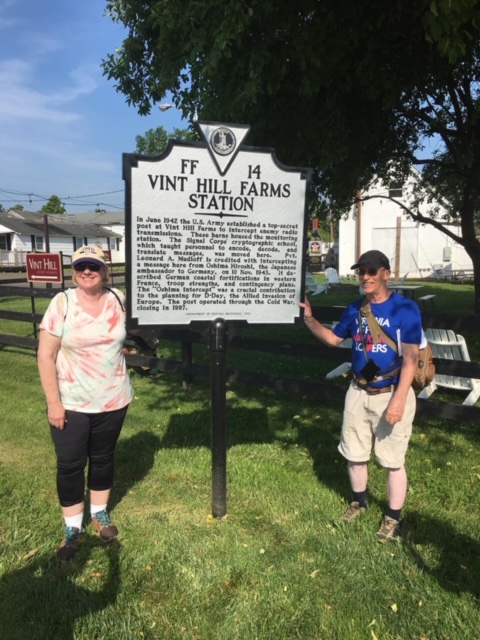 FF 14
VINT HILL FARMS
STATION
In June 1942 the U.S. Army established a top-secret
post at Vint Hill Farms to intercept enemy radio
transmissions. These barns housed the monitoring
station. The Signal Corps' cryptographic school,
which taught personnel to encode, decode, and
translate messages, was moved here. Pvt.
Leonard A. Mudloff is credited with intercepting
a message from Oshima Hiroshi, the Japanese
ambassador to Germany, on 10 Nov. 1943. It de-
scribed German coastal fortifications in western
France, troop strengths, and contingency plans.
The "Oshima Intercept" was a crucial contribution
to the planning for D-Day, the Allied Invasion of
Europe. The post operated through the Cold War,
closing in 1997.
DEPARTMENT OF HISTORIC RESOURCES
VINT HILL